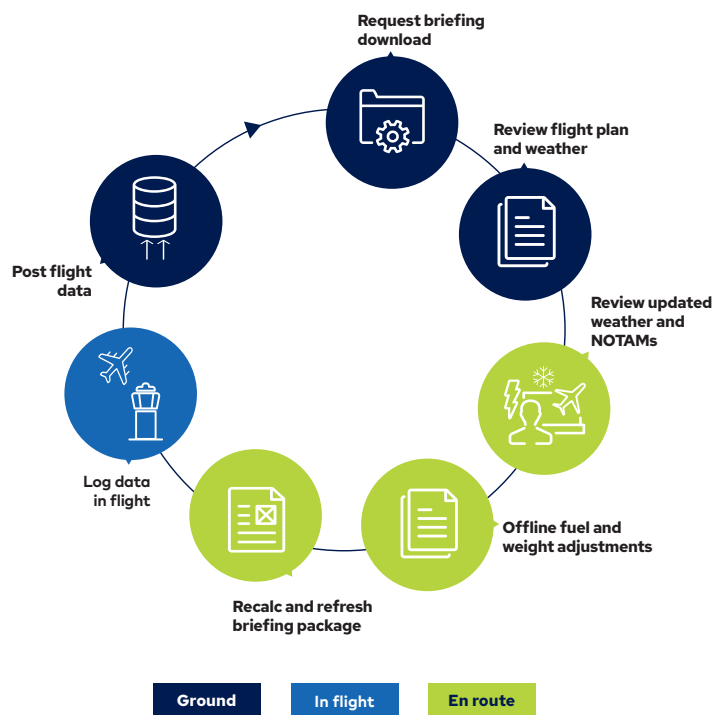 Request briefing
download
Review flight plan
and weather
Review updated
weather and
NOTAMs
Offline fuel and
weight adjustments
Recalc and refresh
briefing package
Log data
in flight
Post flight
data
Ground
In flight
En route